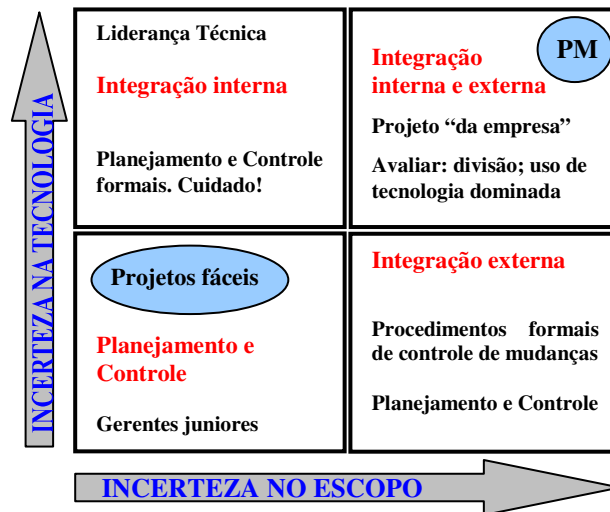 INCERTEZA NA TECNOLOGIA
Liderança Técnica
Integração interna
Planejamento e Controle
formais. Cuidado!
PM
Integração
interna e externa
Projeto “da empresa”
Avaliar: divisão; uso de
tecnologia dominada
Projetos fáceis
Planejamento e
Controle
Gerentes juniores
Integração externa
Procedimentos formais
de controle de mudanças
Planejamento e Controle
INCERTEZA NO ESCOPO